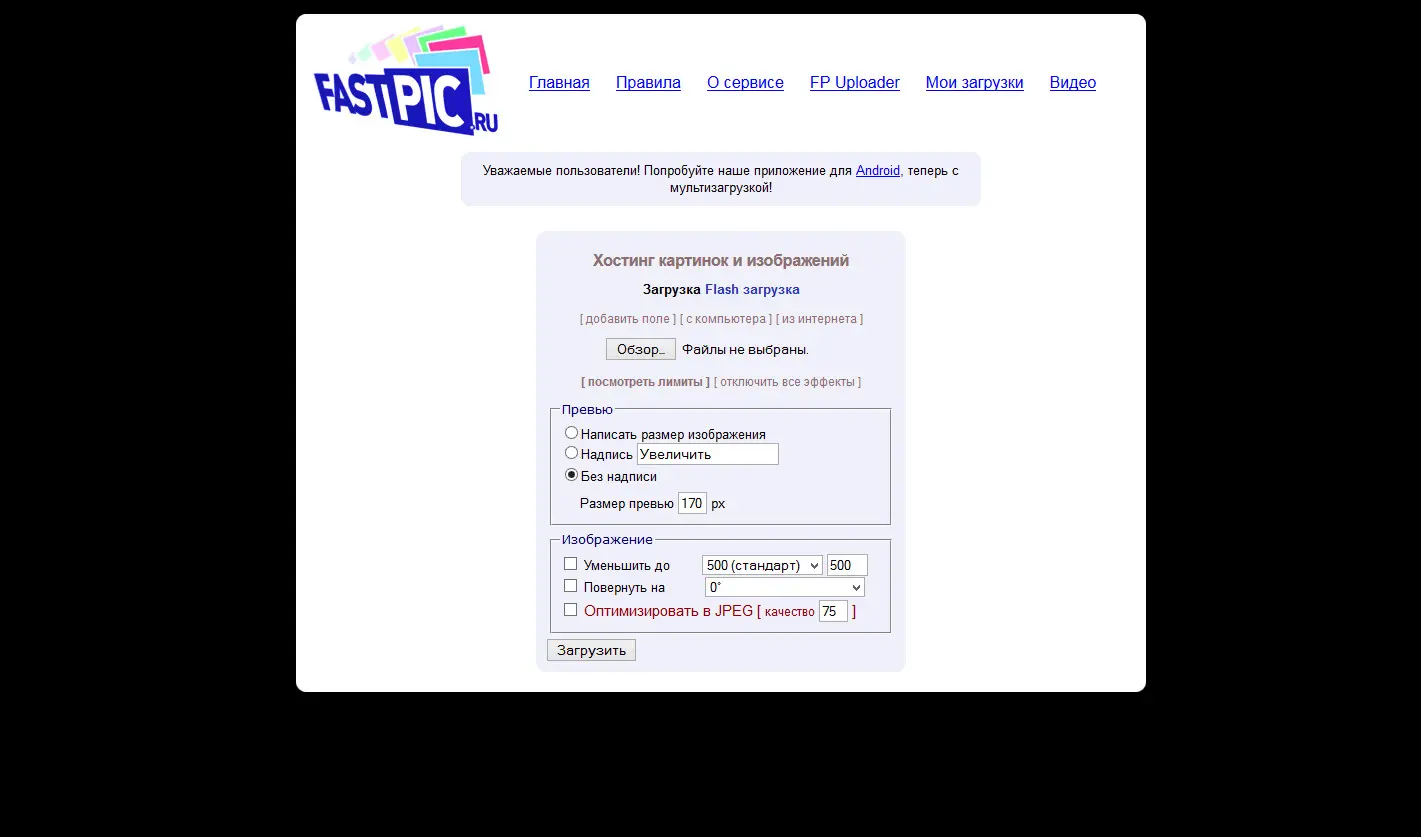 FASTPIC.RU
Главная Правила О сервисе FP Uploader Мои загрузки Видео
Уважаемые пользователи! Попробуйте наше приложение для Android, теперь с
мультизагрузкой!
Хостинг картинок и изображений
Загрузка Flash загрузка
[ добавить поле ] [ с компьютера ] [ из интернета ]
Обзор… Файлы не выбраны.
[ посмотреть лимиты ] [ отключить все эффекты ]
Превью
Написать размер изображения
Надпись Увеличить
Без надписи
Размер превью 170 px
Изображение
Уменьшить до 500 (стандарт) 500
Повернуть на 0°
Оптимизировать в JPEG [ качество 75 ]
Загрузить